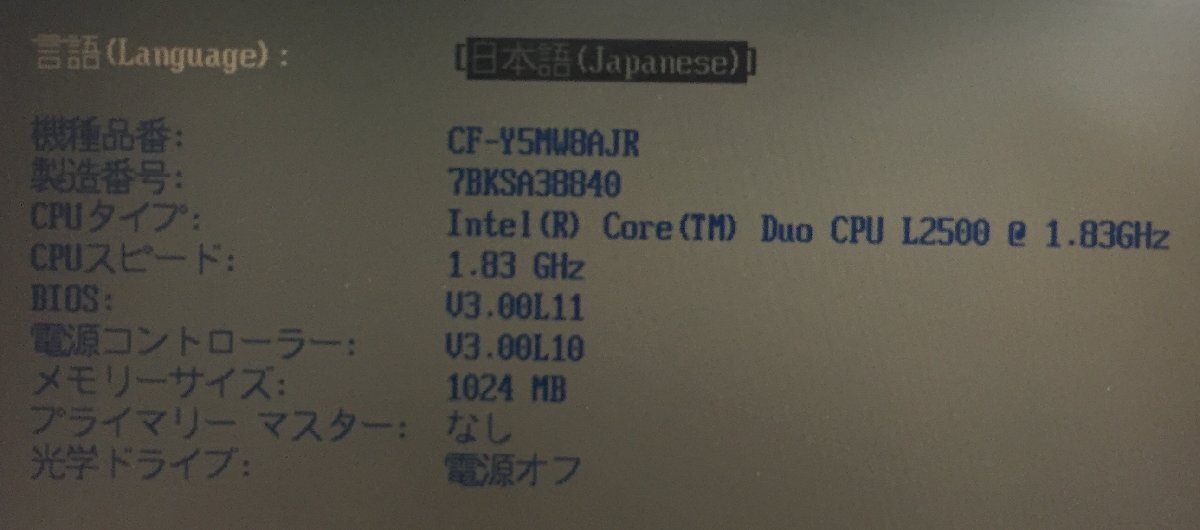 言語(Language): [日本語(Japanese)]
機種品番: CF-Y5MW8AJR
製造番号: 7BKSA38840
CPUタイプ: Intel(R) Core(TM) Duo CPU L2500 @ 1.83GHz
CPUスピード: 1.83 GHz
BIOS: V3.00L11
電源コントローラー: V3.00L10
メモリーサイズ: 1024 MB
プライマリー マスター: なし
光学ドライブ: 電源オフ